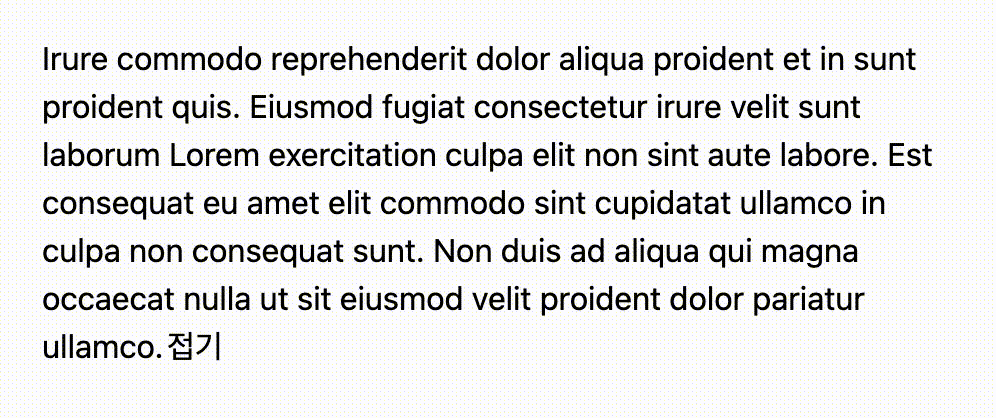 Irure commodo reprehenderit dolor aliqua proident et in sunt
proident quis. Eiusmod fugiat consectetur irure velit sunt
laborum Lorem exercitation culpa elit non sint aute labore. Est
consequat eu amet elit commodo sint cupidatat ullamco in
culpa non consequat sunt. Non duis ad aliqua qui magna
occaecat nulla ut sit eiusmod velit proident dolor pariatur
ullamco. 접기